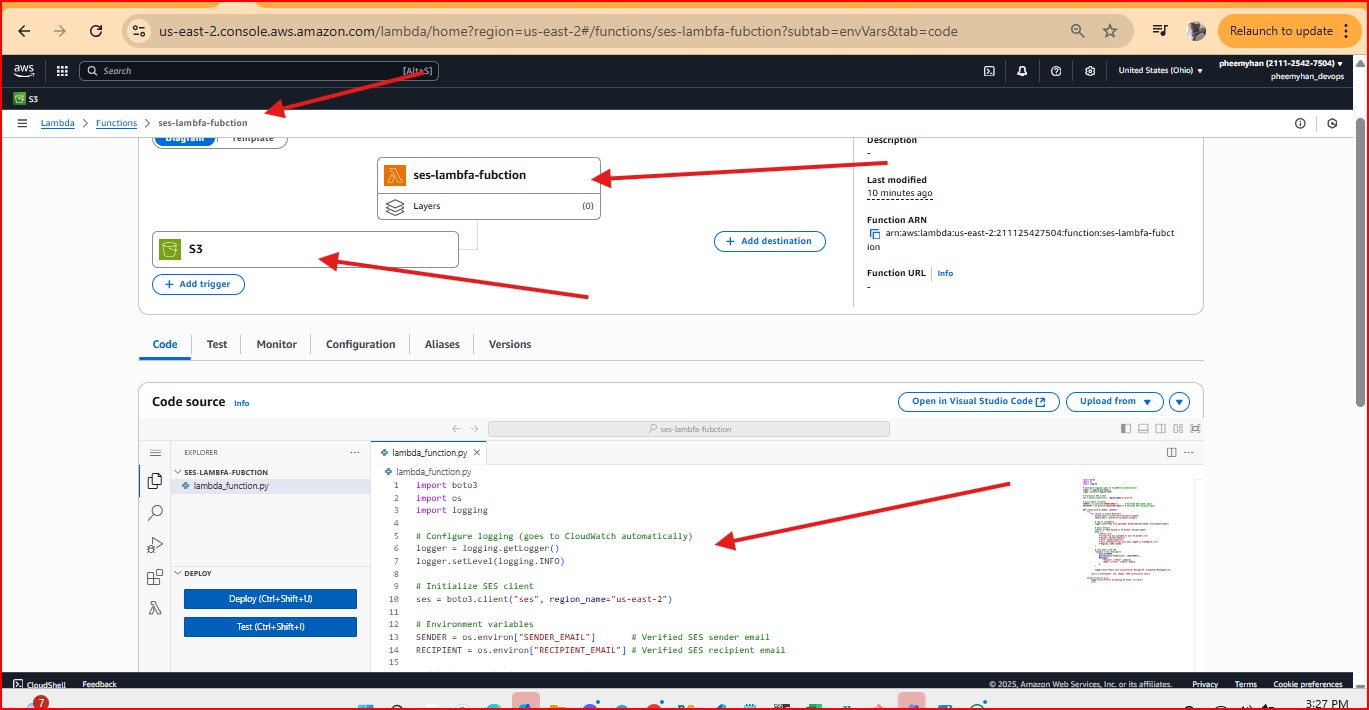 us-east-2.console.aws.amazon.com/lambda/home?region=us-east-2#/functions/ses-lambfa-fubction?subtab=envVars&tab=code
Relaunch to update
aws
Search
[Alt+S]
United States (Ohio)
pheemyhan (2111-2542-7504)
pheemyhan_devops
S3
Lambda > Functions > ses-lambfa-fubction
Diagram
Template
ses-lambfa-fubction
Layers (0)
S3
+ Add trigger
+ Add destination
Description
-
Last modified
10 minutes ago
Function ARN
arn:aws:lambda:us-east-2:211125427504:function:ses-lambfa-fubct
ion
Function URL Info
-
Code Test Monitor Configuration Aliases Versions
Code source Info
Open in Visual Studio Code
Upload from
ses-lambfa-fubction
EXPLORER
SES-LAMBFA-FUBCTION
lambda_function.py
DEPLOY
Deploy (Ctrl+Shift+U)
Test (Ctrl+Shift+I)
lambda_function.py
lambda_function.py
1 import boto3
2 import os
3 import logging
4
5 # Configure logging (goes to CloudWatch automatically)
6 logger = logging.getLogger()
7 logger.setLevel(logging.INFO)
8
9 # Initialize SES client
10 ses = boto3.client("ses", region_name="us-east-2")
11
12 # Environment variables
13 SENDER = os.environ["SENDER_EMAIL"] # Verified SES sender email
14 RECIPIENT = os.environ["RECIPIENT_EMAIL"] # Verified SES recipient email
15
CloudShell Feedback
© 2025, Amazon Web Services, Inc. or its affiliates. Privacy Terms Cookie preferences
7
3:27 PM